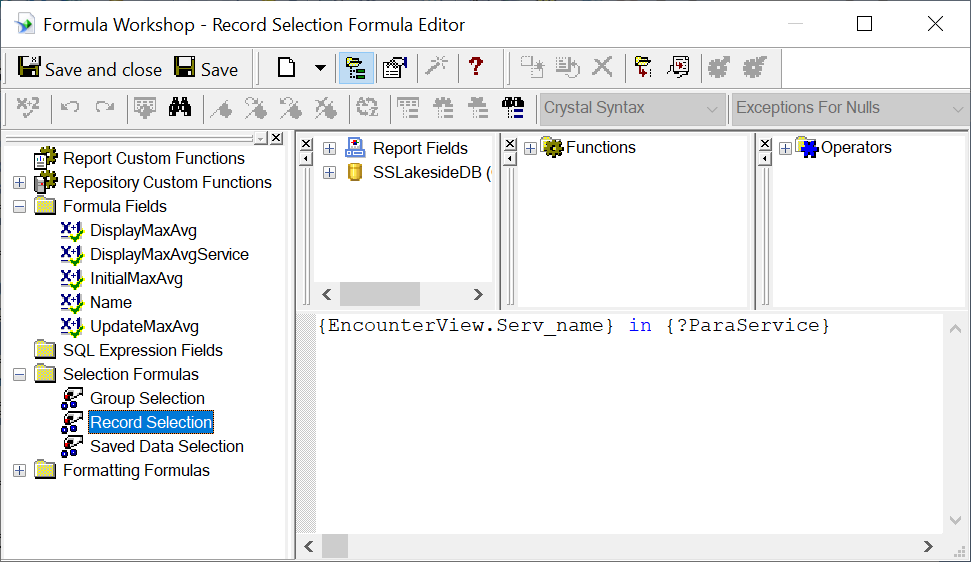 Formula Workshop - Record Selection Formula Editor
Save and close Save
Crystal Syntax Exceptions For Nulls
Report Custom Functions
Repository Custom Functions
Formula Fields
DisplayMaxAvg
DisplayMaxAvgService
InitialMaxAvg
Name
UpdateMaxAvg
SQL Expression Fields
Selection Formulas
Group Selection
Record Selection
Saved Data Selection
Formatting Formulas
Report Fields
SSLakesideDB (
Functions
Operators
{EncounterView.Serv_name} in {?ParaService}